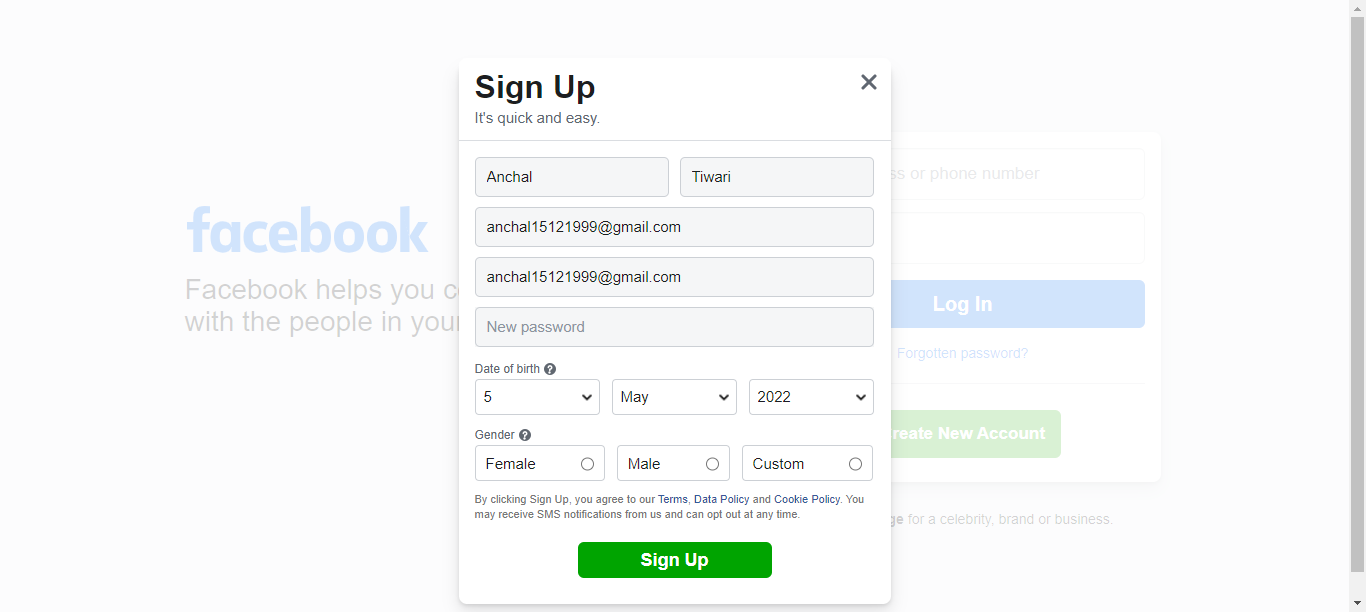 Sign Up
It's quick and easy.
Anchal Tiwari
anchal15121999@gmail.com
anchal15121999@gmail.com
New password
Date of birth
5 May 2022
Gender
Female Male Custom
By clicking Sign Up, you agree to our Terms, Data Policy and Cookie Policy. You
may receive SMS notifications from us and can opt out at any time.
Sign Up
facebook
Facebook helps you
with the people in your
or phone number
Log In
Forgotten password?
New Account
for a celebrity, brand or business.